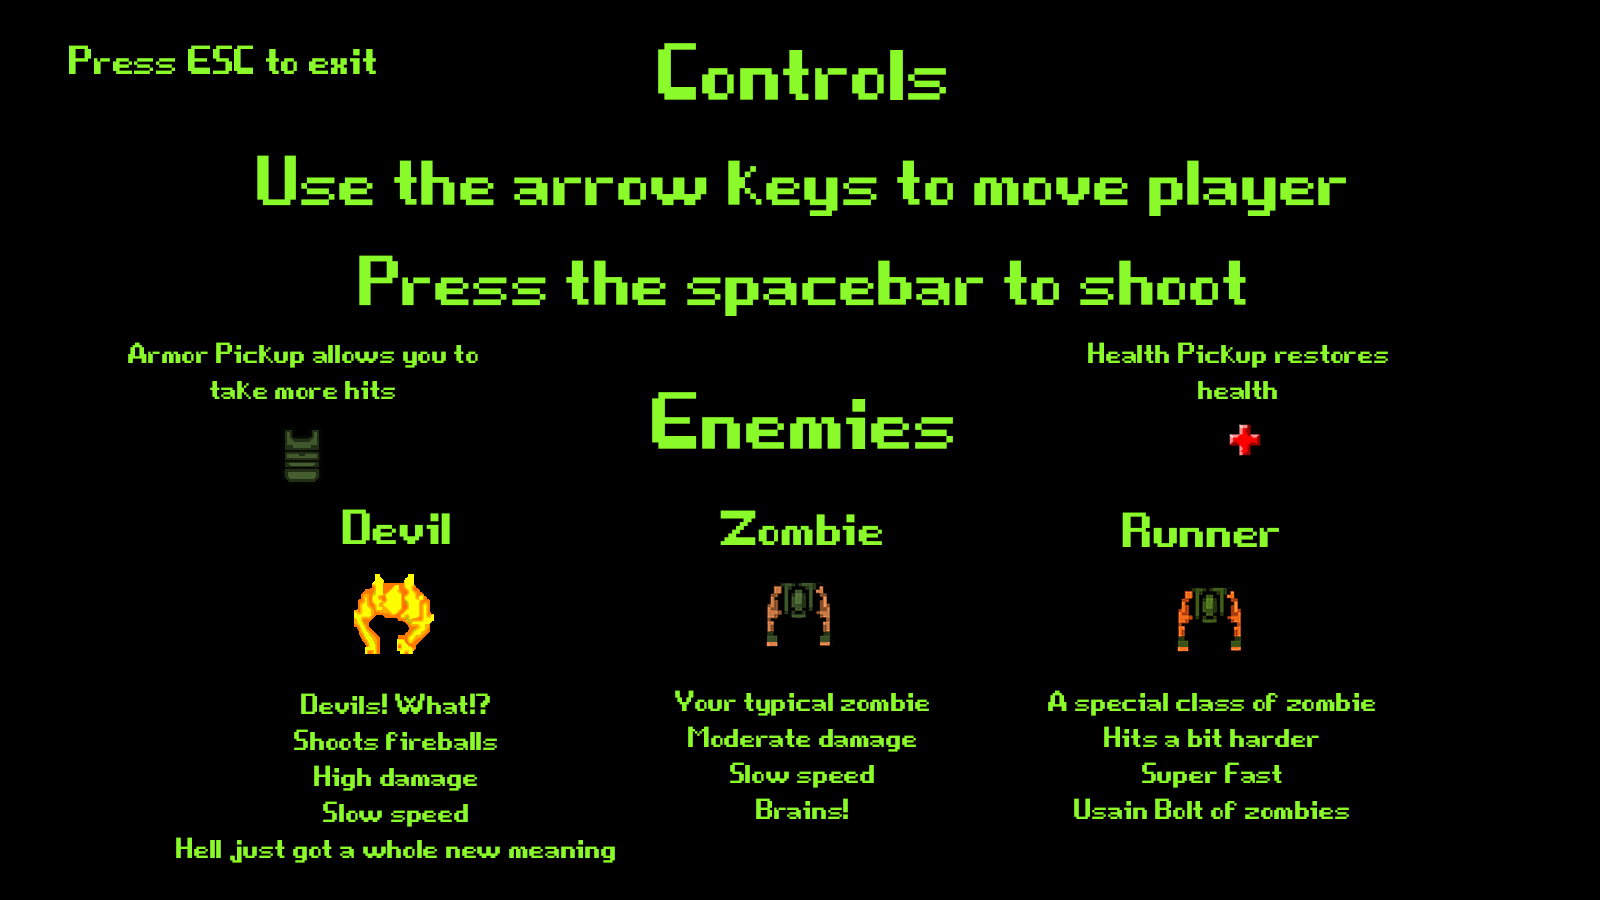 Press ESC to exit
Controls
Use the arrow keys to move player
Press the spacebar to shoot
Armor Pickup allows you to
take more hits
Health Pickup restores
health
Enemies
Devil
Devils! What!?
Shoots fireballs
High damage
Slow speed
Hell just got a whole new meaning
Zombie
Your typical zombie
Moderate damage
Slow speed
Brains!
Runner
A special class of zombie
Hits a bit harder
Super Fast
Usain Bolt of zombies